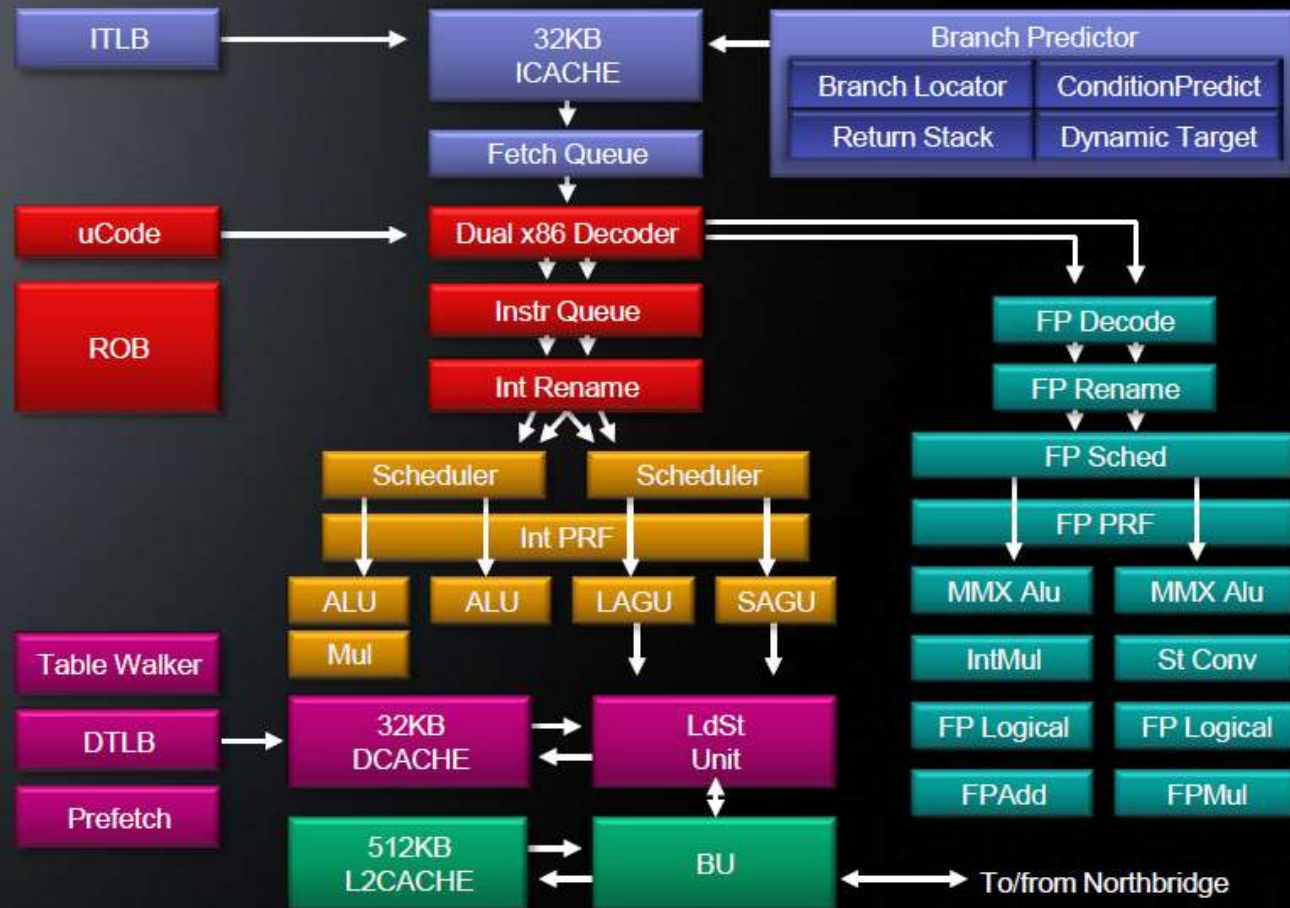 ITLB
32KB
ICACHE
Branch Predictor
Branch Locator
ConditionPredict
Return Stack
Dynamic Target
Fetch Queue
uCode
Dual x86 Decoder
ROB
Instr Queue
Int Rename
FP Decode
FP Rename
Scheduler
Scheduler
FP Sched
Int PRF
FP PRF
ALU
ALU
LAGU
SAGU
MMX Alu
MMX Alu
Mul
IntMul
St Conv
Table Walker
DTLB
Prefetch
32KB
DCACHE
LdSt
Unit
FP Logical
FP Logical
FPAdd
FPMul
512KB
L2CACHE
BU
To/from Northbridge